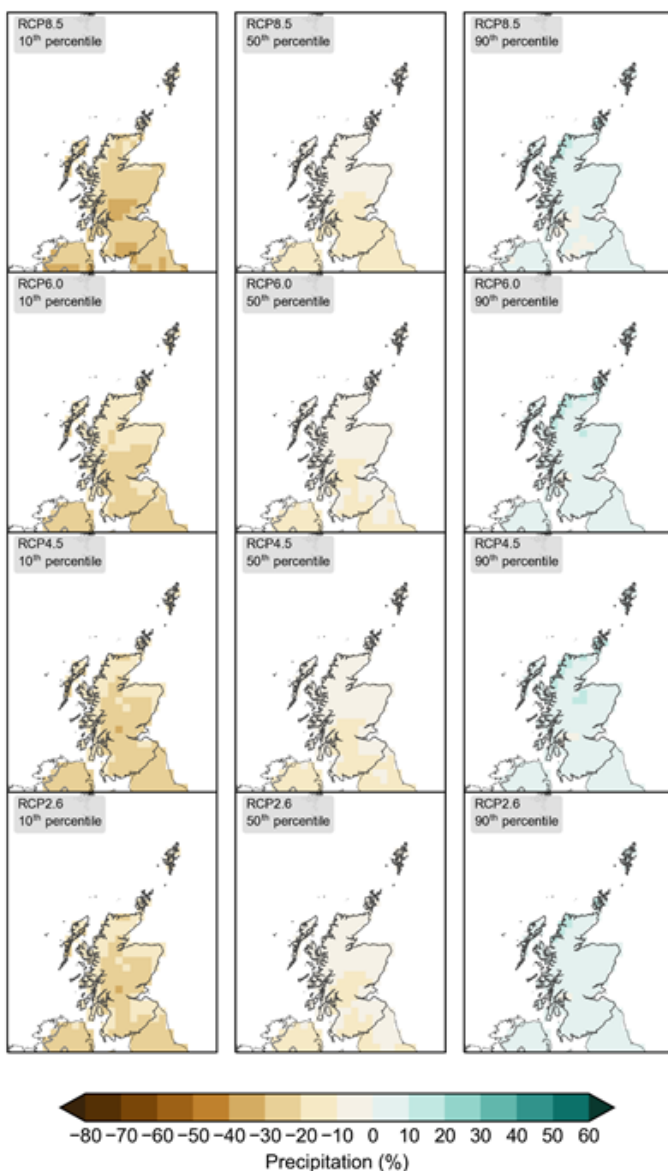 RCP8.5
10th percentile
RCP8.5
50th percentile
RCP8.5
90th percentile
RCP6.0
10th percentile
RCP6.0
50th percentile
RCP6.0
90th percentile
RCP4.5
10th percentile
RCP4.5
50th percentile
RCP4.5
90th percentile
RCP2.6
10th percentile
RCP2.6
50th percentile
RCP2.6
90th percentile
−80 −70 −60 −50 −40 −30 −20 −10 0 10 20 30 40 50 60
Precipitation (%)